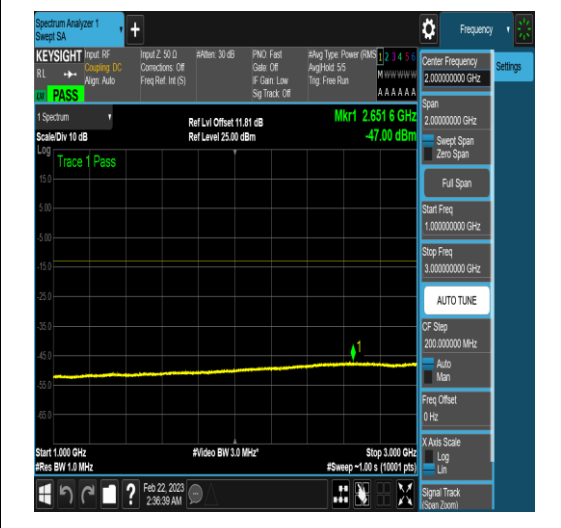 Spectrum Analyzer 1
Swept SA
+
Frequency
KEYSIGHT
RL
Input: RF
Coupling: DC
Align: Auto
Input Z: 50 Ω
Corrections: Off
Freq Ref: Int (S)
#Atten: 30 dB
PNO: Fast
Gate: Off
IF Gain: Low
Sig Track: Off
#Avg Type: Power (RMS
Avg|Hold: 5/5
Trig: Free Run
1 2 3 4 5 6
M W W W W W
A A A A A A
PASS
1 Spectrum
Scale/Div 10 dB
Ref Lvl Offset 11.81 dB
Ref Level 25.00 dBm
Mkr1 2.651 6 GHz
-47.00 dBm
Log
Trace 1 Pass
15.0
5.00
-5.00
-15.0
-25.0
-35.0
-45.0
-55.0
-65.0
1
Start 1.000 GHz
#Res BW 1.0 MHz
#Video BW 3.0 MHz*
Stop 3.000 GHz
#Sweep ~1.00 s (10001 pts)
Feb 22, 2023
2:36:39 AM
?
Center Frequency
2.000000000 GHz
Settings
Span
2.00000000 GHz
Swept Span
Zero Span
Full Span
Start Freq
1.000000000 GHz
Stop Freq
3.000000000 GHz
AUTO TUNE
CF Step
200.000000 MHz
Auto
Man
Freq Offset
0 Hz
X Axis Scale
Log
Lin
Signal Track
(Span Zoom)